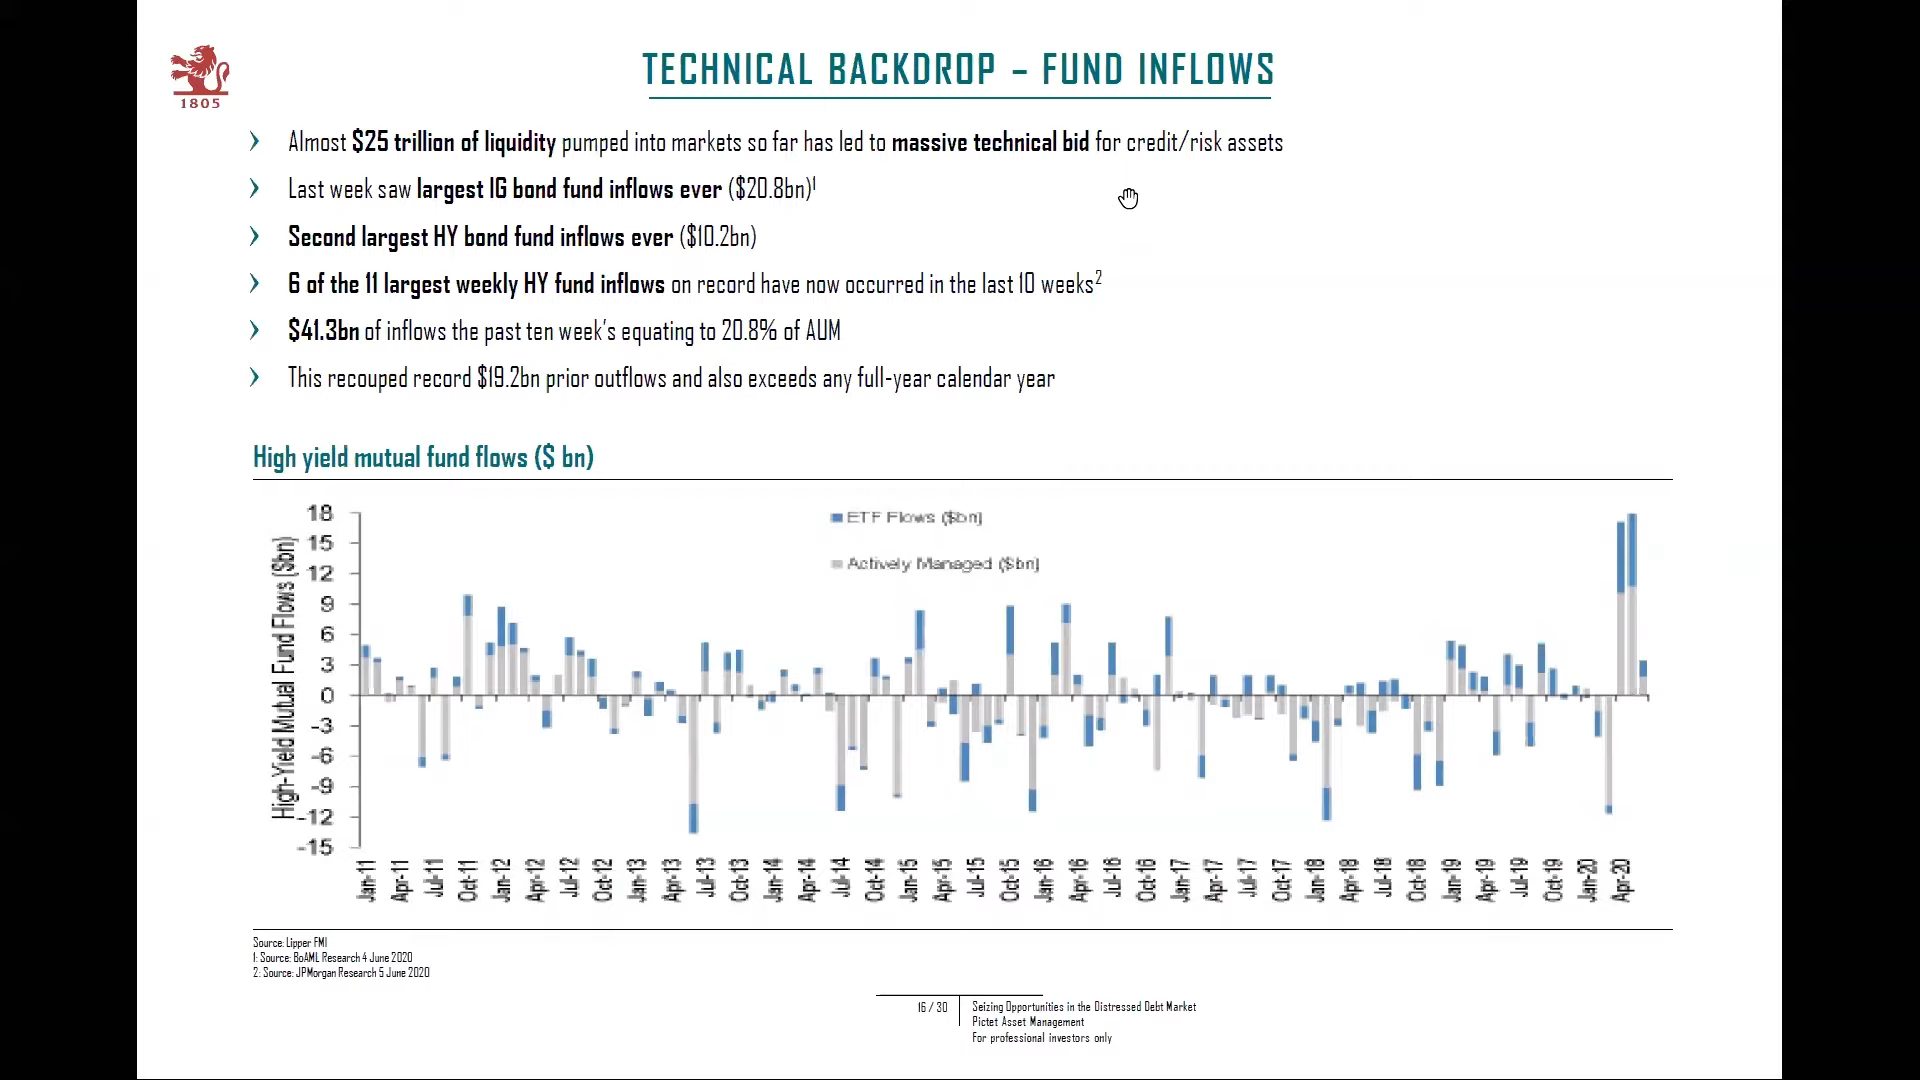 1805
TECHNICAL BACKDROP – FUND INFLOWS
Almost $25 trillion of liquidity pumped into markets so far has led to massive technical bid for credit/risk assets
Last week saw largest IG bond fund inflows ever ($20.8bn)1
Second largest HY bond fund inflows ever ($10.2bn)
6 of the 11 largest weekly HY fund inflows on record have now occurred in the last 10 weeks2
$41.3bn of inflows the past ten week's equating to 20.8% of AUM
This recouped record $19.2bn prior outflows and also exceeds any full-year calendar year
High yield mutual fund flows ($ bn)
High-Yield Mutual Fund Flows ($bn)
18
15
12
9
6
3
0
-3
-6
-9
-12
-15
ETF Flows ($bn)
Actively Managed ($bn)
Jan-11 Apr-11 Jul-11 Oct-11 Jan-12 Apr-12 Jul-12 Oct-12 Jan-13 Apr-13 Jul-13 Oct-13 Jan-14 Apr-14 Jul-14 Oct-14 Jan-15 Apr-15 Jul-15 Oct-15 Jan-16 Apr-16 Jul-16 Oct-16 Jan-17 Apr-17 Jul-17 Oct-17 Jan-18 Apr-18 Jul-18 Oct-18 Jan-19 Apr-19 Jul-19 Oct-19 Jan-20 Apr-20
Source: Lipper FMI
1: Source: BoAML Research 4 June 2020
2: Source: JPMorgan Research 5 June 2020
16 / 30
Seizing Opportunities in the Distressed Debt Market
Pictet Asset Management
For professional investors only